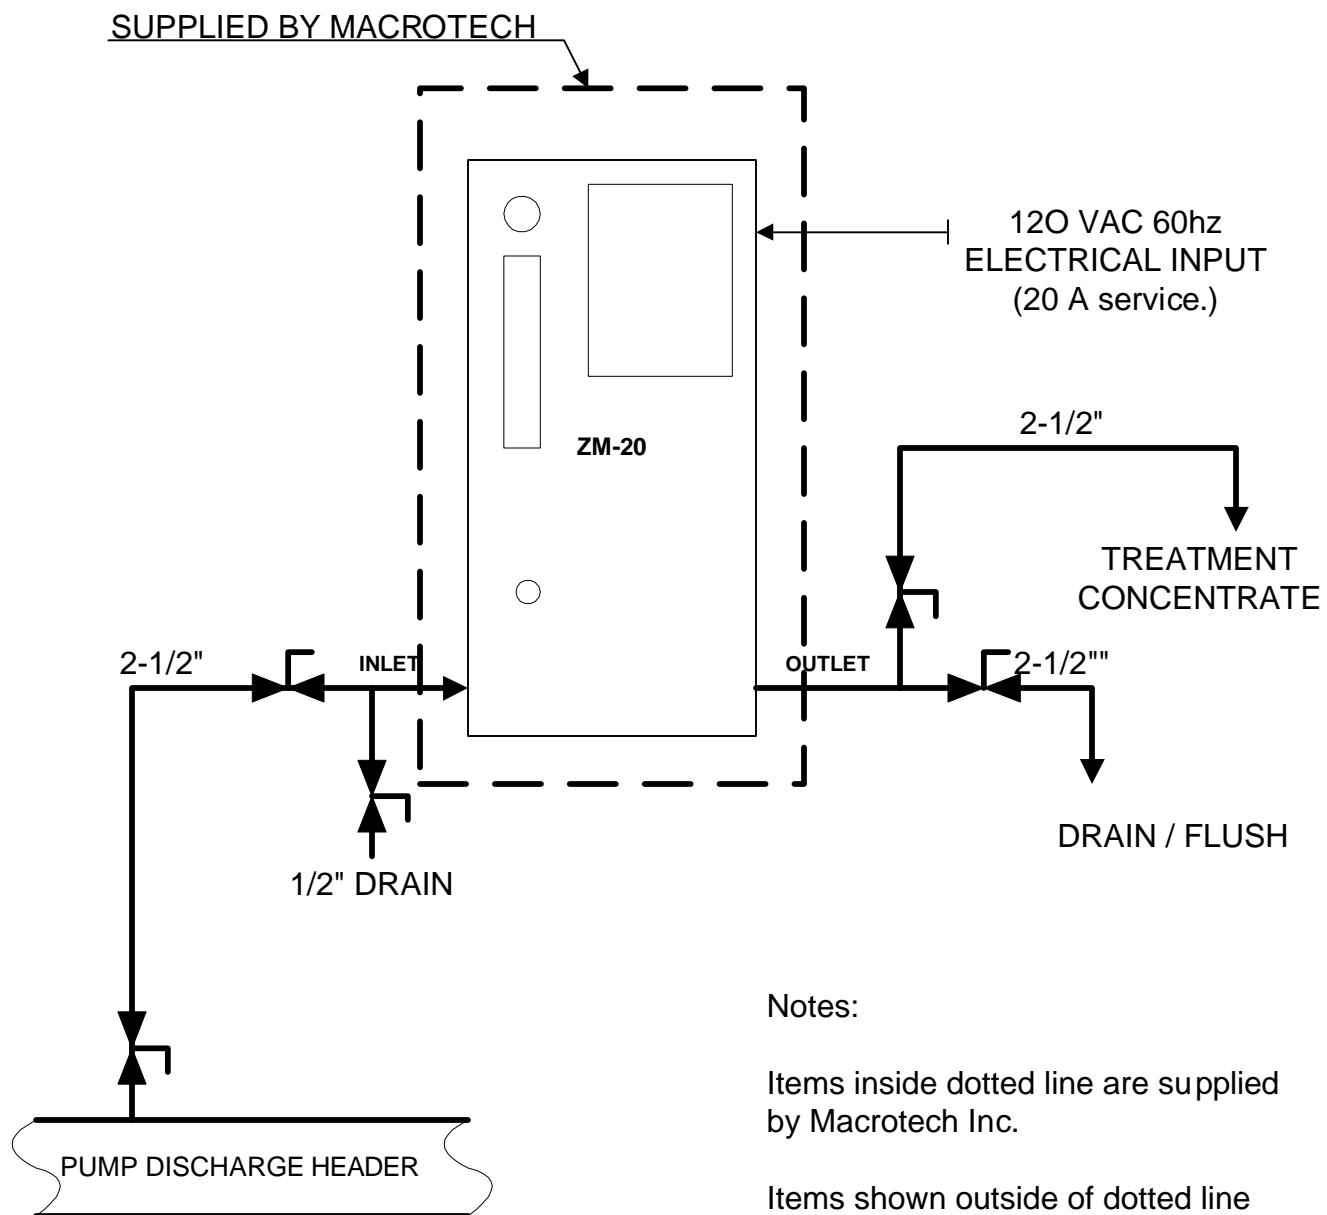 SUPPLIED BY MACROTECH
12O VAC 60hz
ELECTRICAL INPUT
(20 A service.)
2-1/2"
ZM-20
TREATMENT
CONCENTRATE
2-1/2"
INLET
OUTLET
2-1/2""
DRAIN / FLUSH
1/2" DRAIN
Notes:
Items inside dotted line are supplied
by Macrotech Inc.
PUMP DISCHARGE HEADER
Items shown outside of dotted line